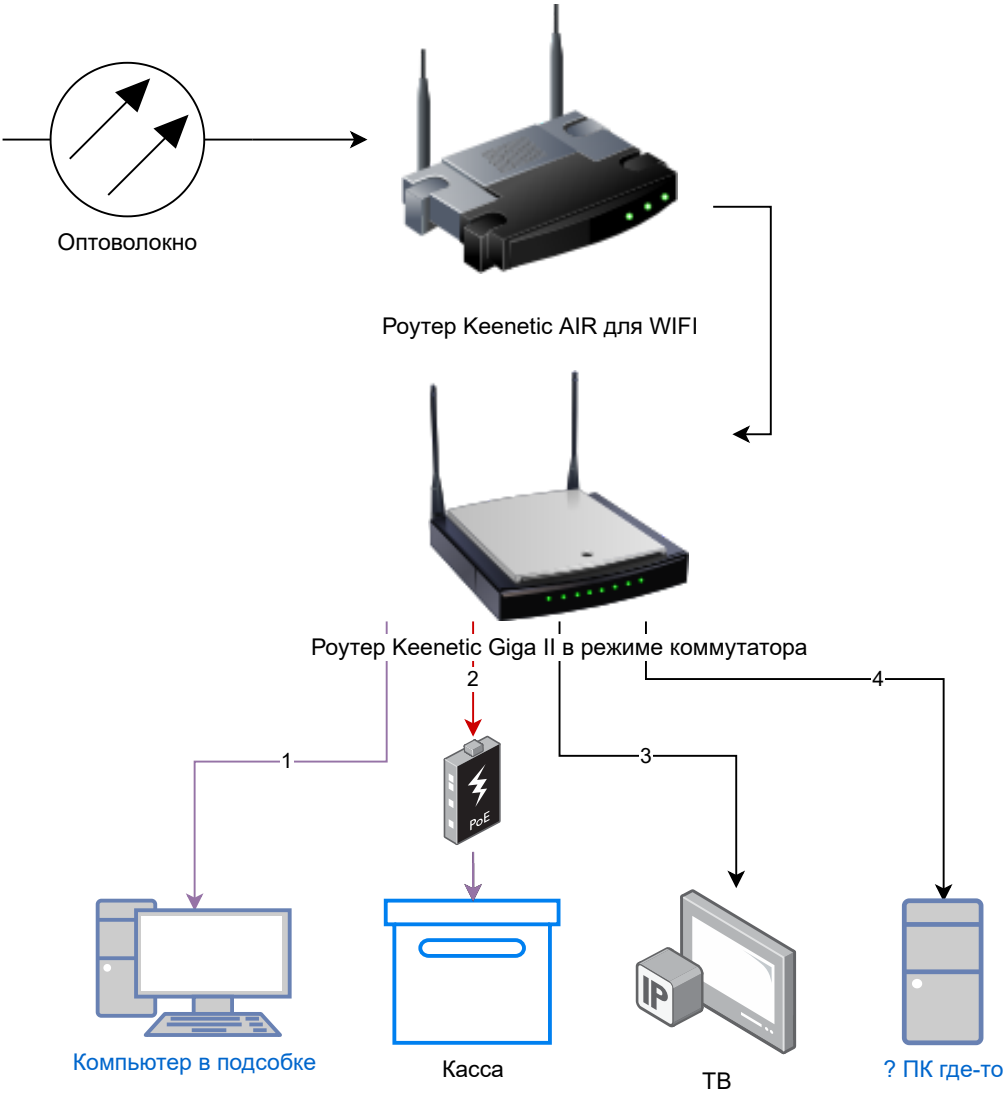 Оптоволокно
Роутер Keenetic AIR для WIFI
Роутер Keenetic Giga II в режиме коммутатора
2
4
3
1
PoE
IP
Компьютер в подсобке
Касса
ТВ
? ПК где-то